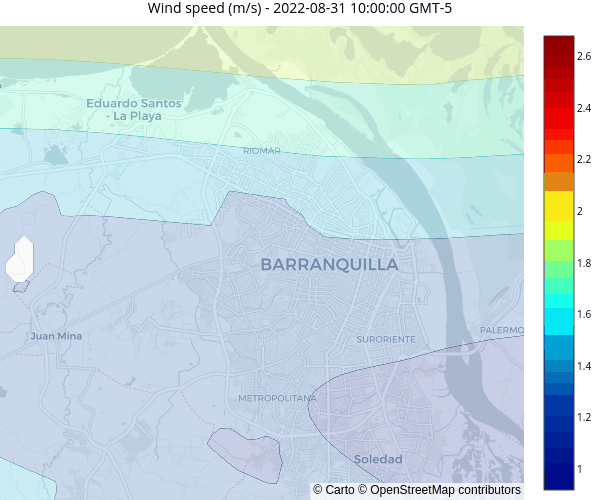 Wind speed (m/s) - 2022-08-31 10:00:00 GMT-5
Eduardo Santos
- La Playa
RIOMAR
BARRANQUILLA
Juan Mina
SURORIENTE
PALERMO
METROPOLITANA
Soledad
© Carto © OpenStreetMap contributors
2.6
2.4
2.2
2
1.8
1.6
1.4
1.2
1